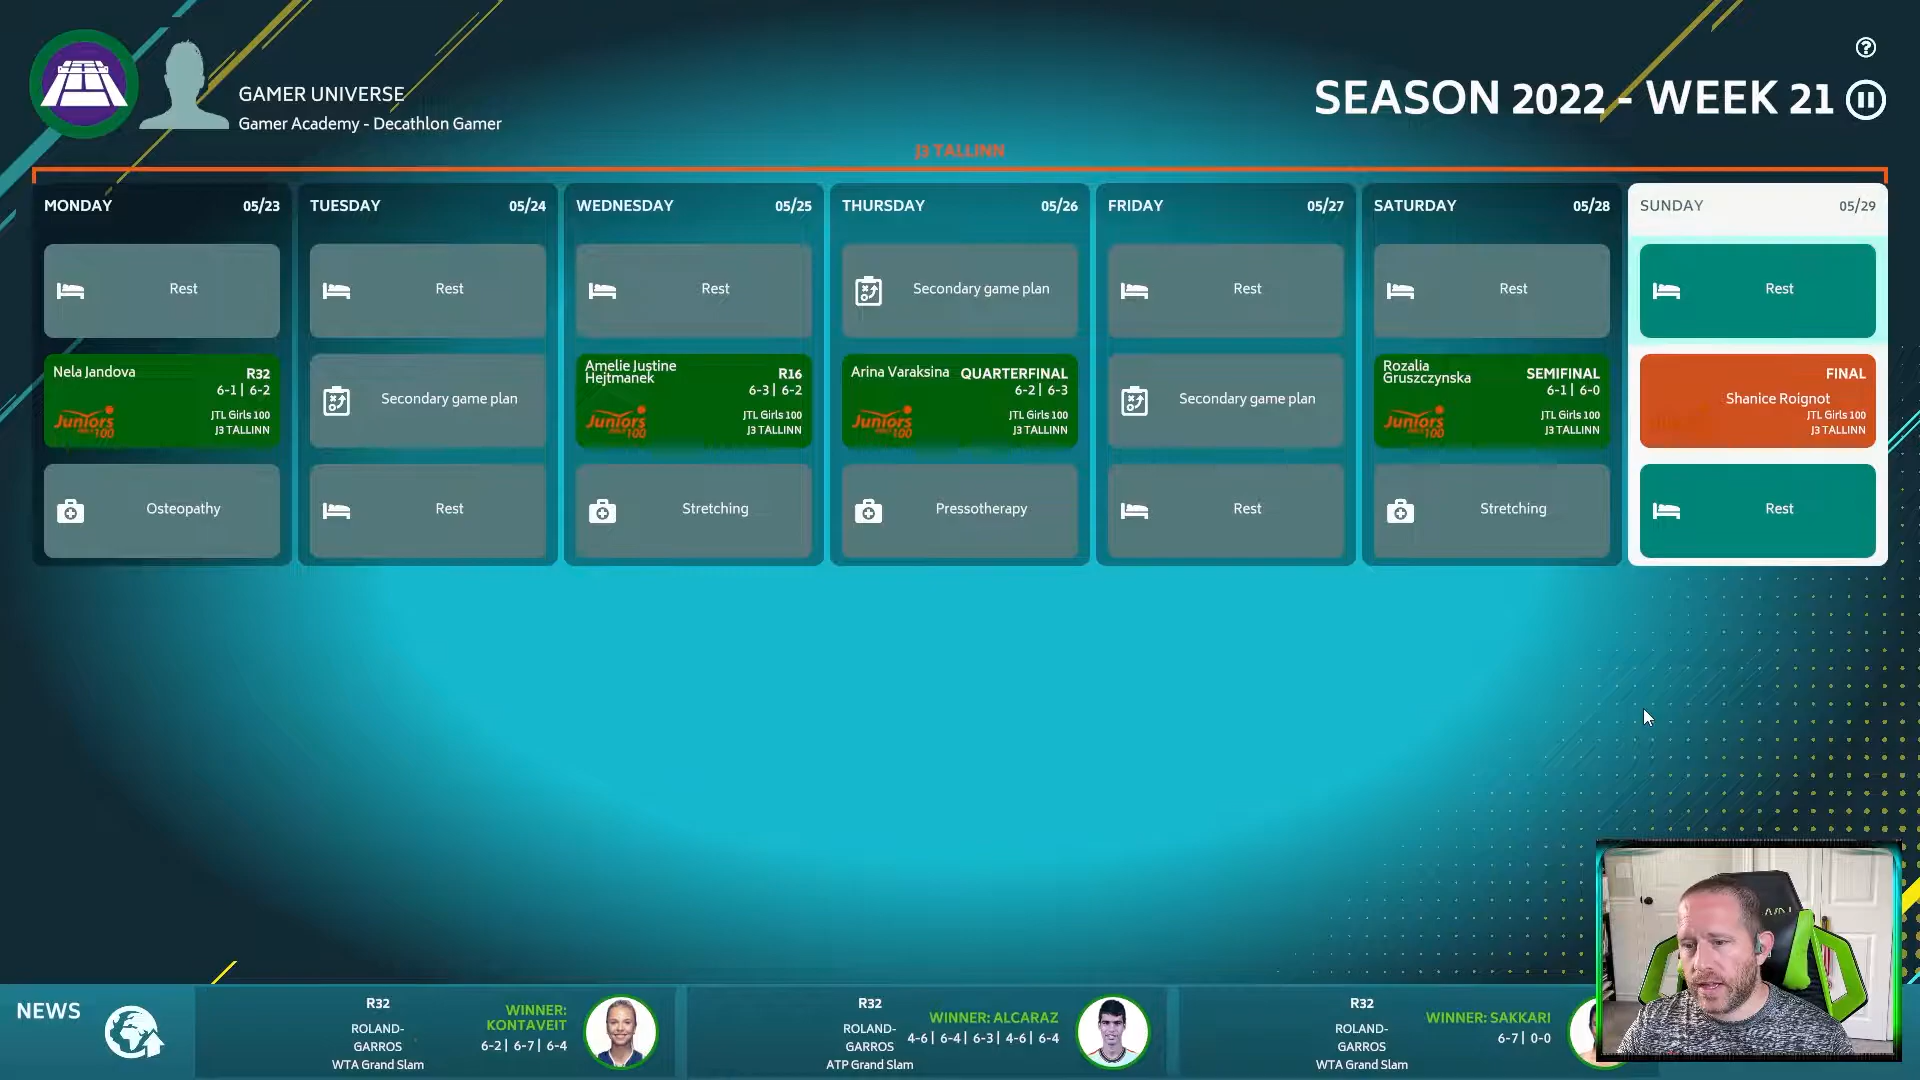 GAMER UNIVERSE
Gamer Academy - Decathlon Gamer
SEASON 2022 - WEEK 21
J3 TALLINN
MONDAY 05/23
Rest
Nela Jandova R32
6-1 | 6-2
Juniors 100
JTL Girls 100
J3 TALLINN
Osteopathy
TUESDAY 05/24
Rest
Secondary game plan
Rest
WEDNESDAY 05/25
Rest
Amelie Justine
Hejtmanek R16
6-3 | 6-2
Juniors 100
JTL Girls 100
J3 TALLINN
Stretching
THURSDAY 05/26
Secondary game plan
Arina Varaksina QUARTERFINAL
6-2 | 6-3
Juniors 100
JTL Girls 100
J3 TALLINN
Pressotherapy
FRIDAY 05/27
Rest
Secondary game plan
Rest
SATURDAY 05/28
Rest
Rozalia
Gruszczynska SEMIFINAL
6-1 | 6-0
Juniors 100
JTL Girls 100
J3 TALLINN
Stretching
SUNDAY 05/29
Rest
FINAL
Shanice Roignot
JTL Girls 100
J3 TALLINN
Rest
NEWS
R32
ROLAND-
GARROS
WTA Grand Slam
WINNER:
KONTAVEIT
6-2 | 6-7 | 6-4
R32
ROLAND-
GARROS
ATP Grand Slam
WINNER: ALCARAZ
4-6 | 6-4 | 6-3 | 4-6 | 6-4
R32
ROLAND-
GARROS
WTA Grand Slam
WINNER: SAKKARI
6-7 | 0-0